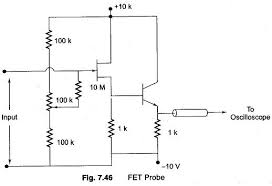 +10 k
100 k
10 M
Input
100 k
To
Oscilloscope
100 k
1 k
1 k
–10 V
Fig. 7.46 FET Probe